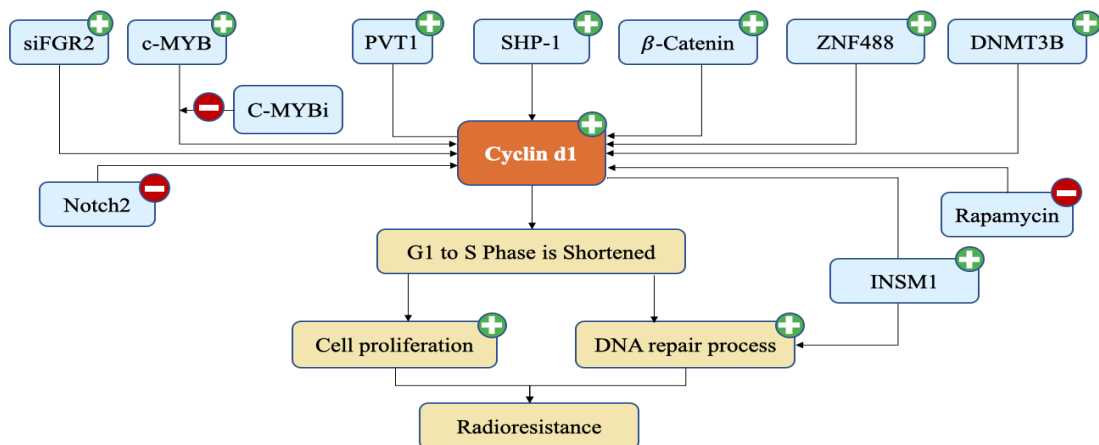 siFGR2
c-MYB
PVT1
SHP-1
β-Catenin
ZNF488
DNMT3B
C-MYBi
Cyclin d1
Notch2
Rapamycin
G1 to S Phase is Shortened
INSM1
Cell proliferation
DNA repair process
Radioresistance